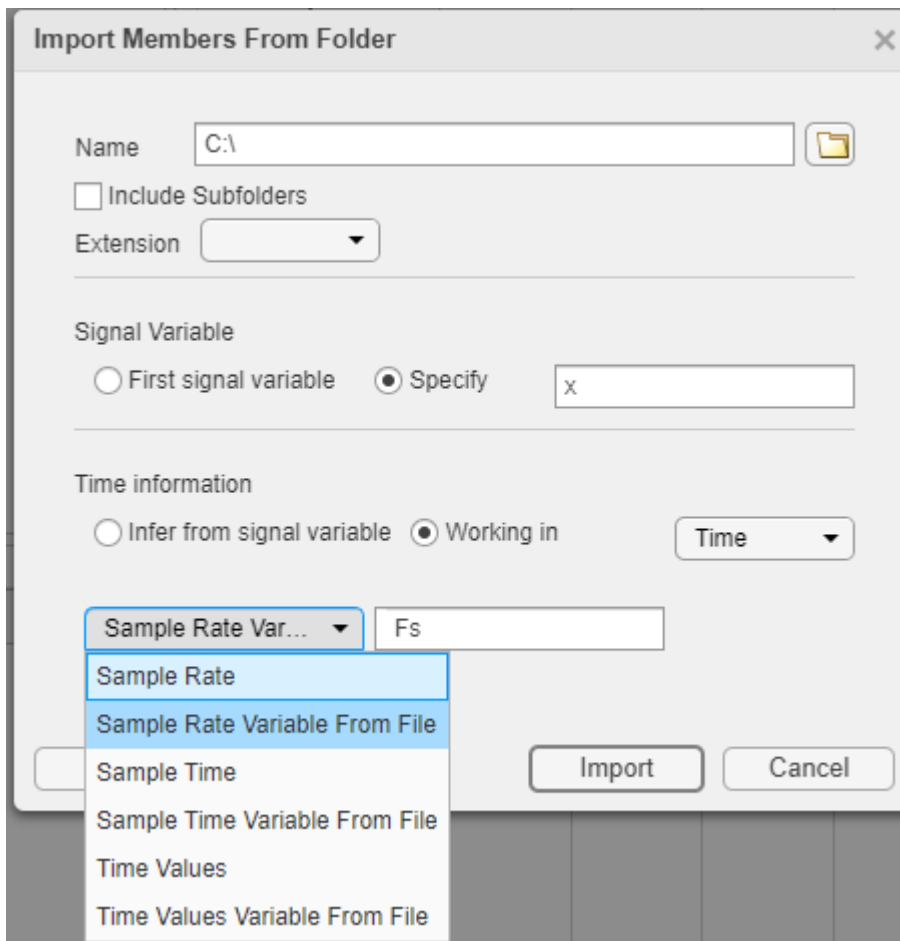 Import Members From Folder
Name C:\
Include Subfolders
Extension
Signal Variable
First signal variable Specify x
Time information
Infer from signal variable Working in Time
Sample Rate Var... Fs
Sample Rate
Sample Rate Variable From File
Sample Time
Import Cancel
Sample Time Variable From File
Time Values
Time Values Variable From File